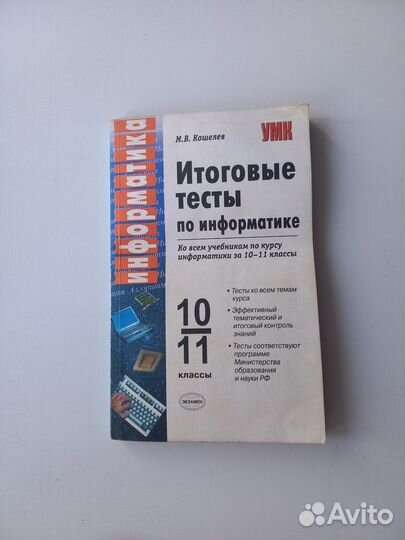 информатика
М.В. Кошелев
УМК
Итоговые
тесты
по информатике
Ко всем учебникам по курсу
информатики за 10–11 классы
10
11
классы
• Тесты ко всем темам
курса
• Эффективный
тематический и
итоговый контроль
знаний
• Тесты соответствуют
программе
Министерства
образования
и науки РФ
ЭКЗАМЕН
Avito